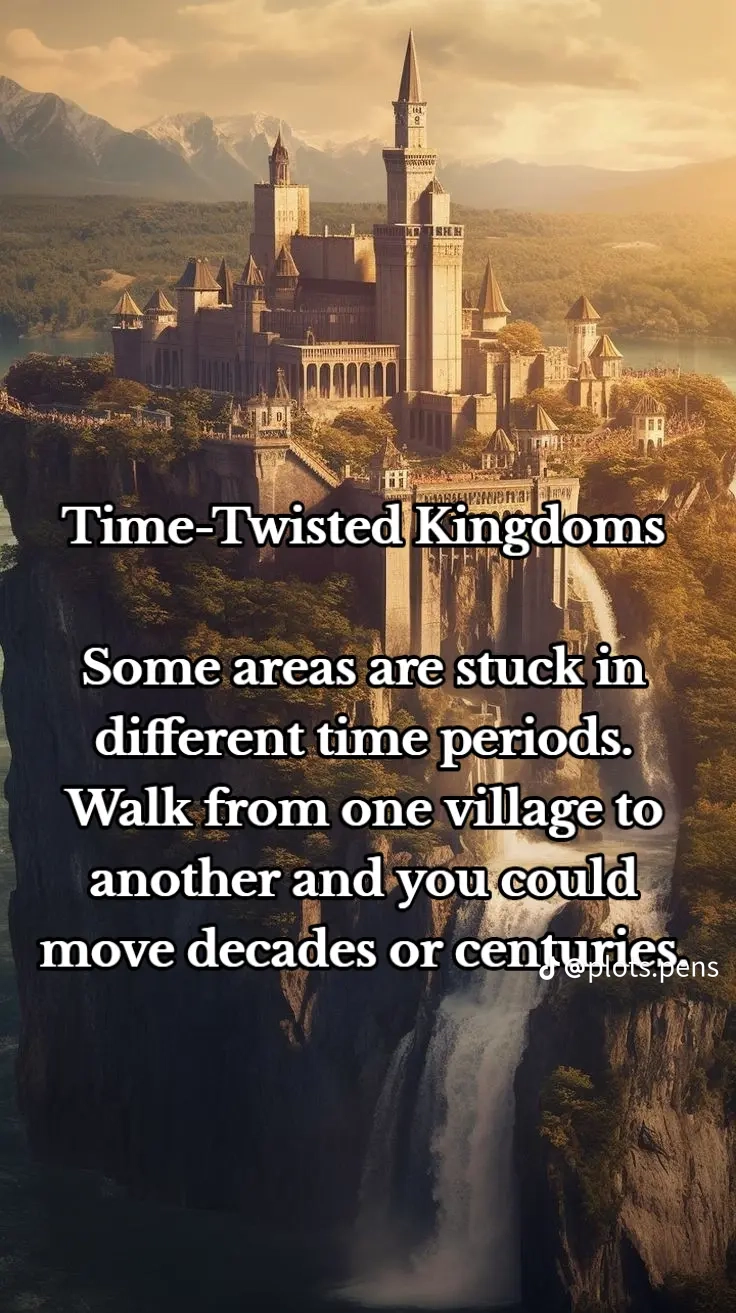 Time-Twisted Kingdoms
Some areas are stuck in
different time periods.
Walk from one village to
another and you could
move decades or centuries.
@plots.pens